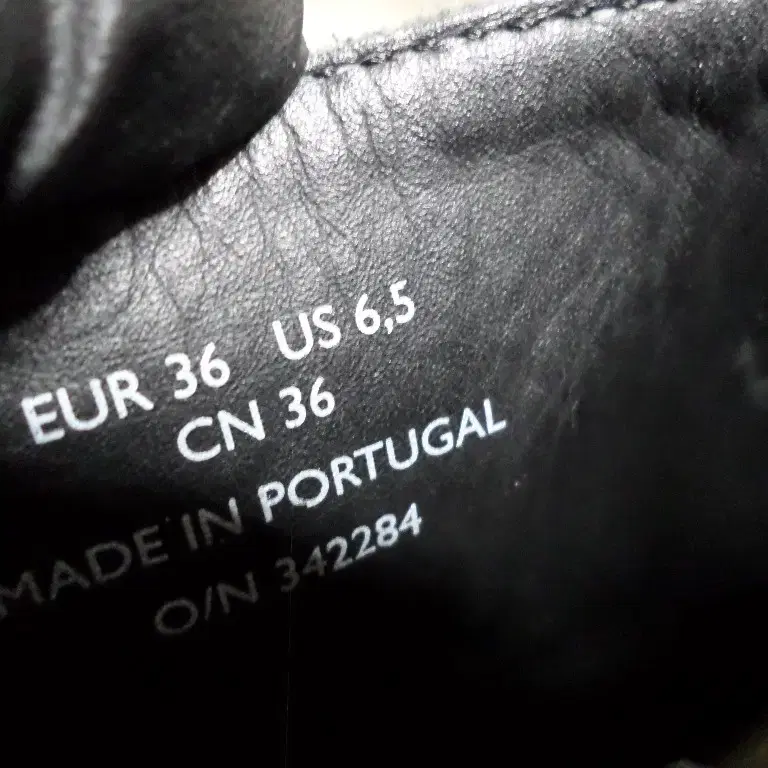 EUR 36 US 6,5
CN 36
MADE IN PORTUGAL
O/N 342284